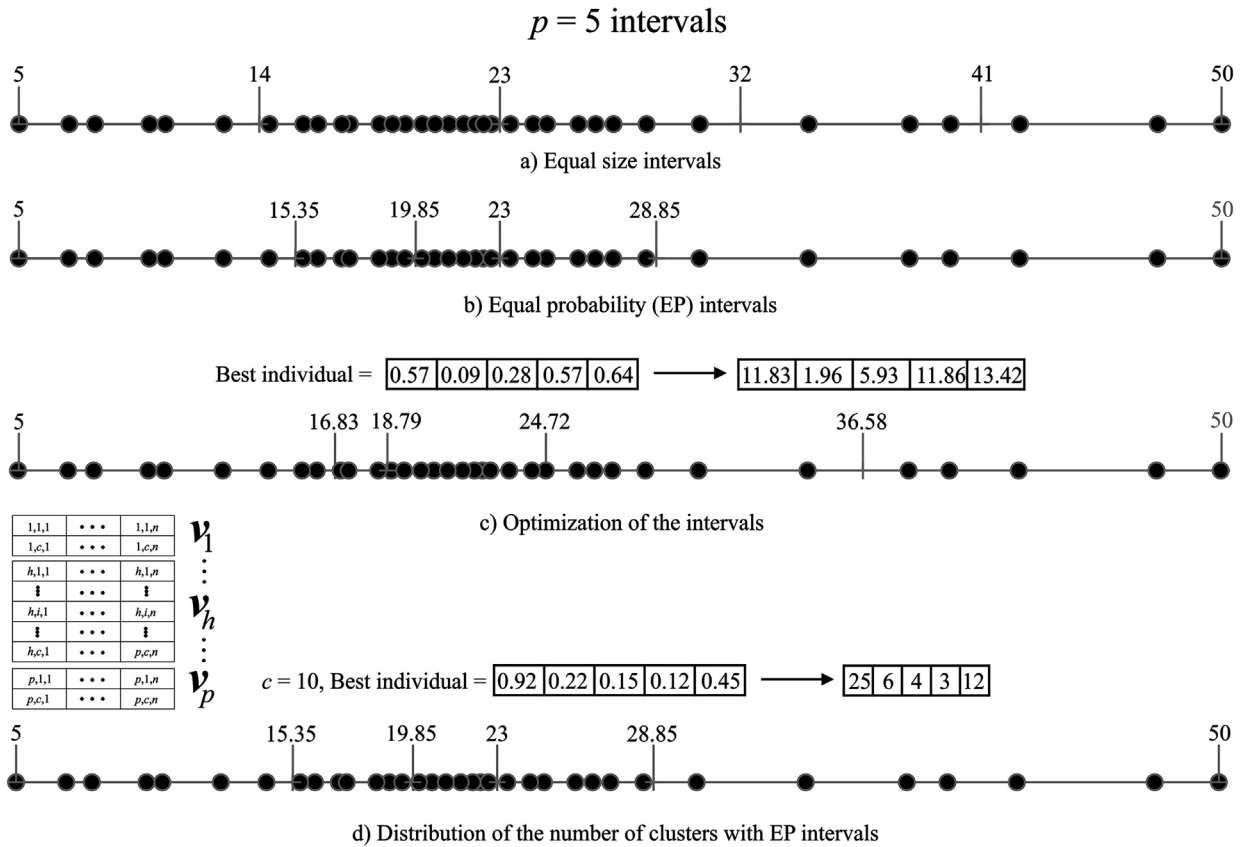 p = 5 intervals
5 14 23 32 41 50
a) Equal size intervals
5 15.35 19.85 23 28.85 50
b) Equal probability (EP) intervals
Best individual = 0.57 0.09 0.28 0.57 0.64 11.83 1.96 5.93 11.86 13.42
5 16.83 18.79 24.72 36.58 50
c) Optimization of the intervals
1,1,1 • • • 1,1,n
1,c,1 • • • 1,c,n
v1
h,1,1 • • • h,1,n
h,i,1 • • • h,i,n
vh
h,c,1 • • • p,c,n
p,1,1 • • • p,1,n
p,c,1 • • • p,c,n
vp
c = 10, Best individual = 0.92 0.22 0.15 0.12 0.45 25 6 4 3 12
5 15.35 19.85 23 28.85 50
d) Distribution of the number of clusters with EP intervals